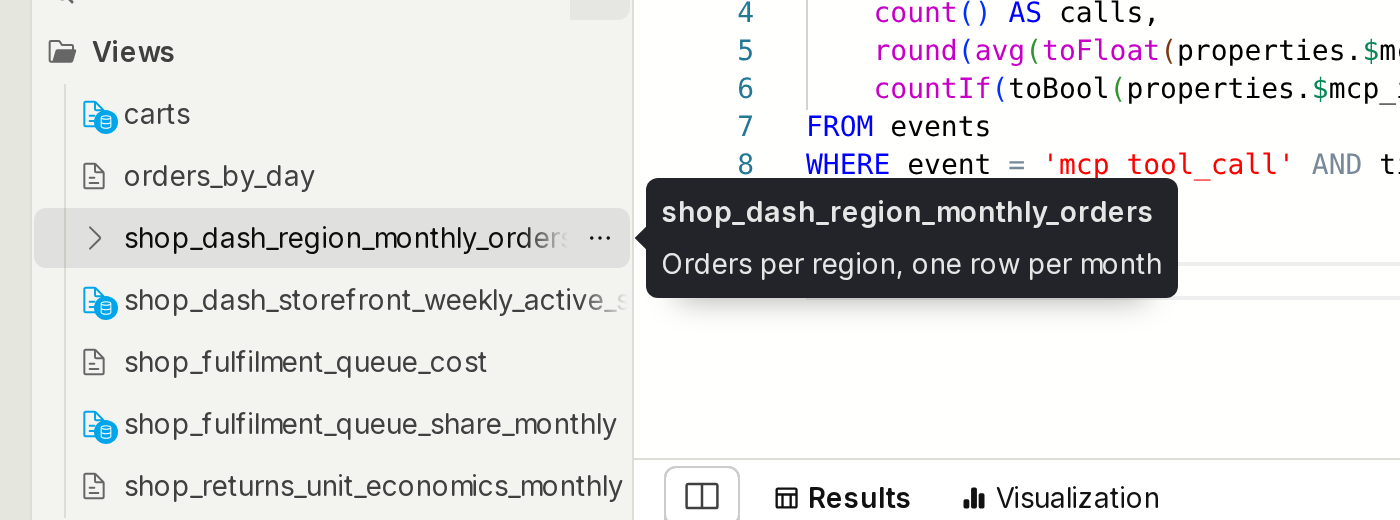 Views
carts
orders_by_day
shop_dash_region_monthly_orders
shop_dash_storefront_weekly_active_s
shop_fulfilment_queue_cost
shop_fulfilment_queue_share_monthly
shop_returns_unit_economics_monthly
4 count() AS calls,
5 round(avg(toFloat(properties.$mc
6 countIf(toBool(properties.$mcp_
7 FROM events
8 WHERE event = 'mcp_tool_call' AND ti
shop_dash_region_monthly_orders
Orders per region, one row per month
Results
Visualization